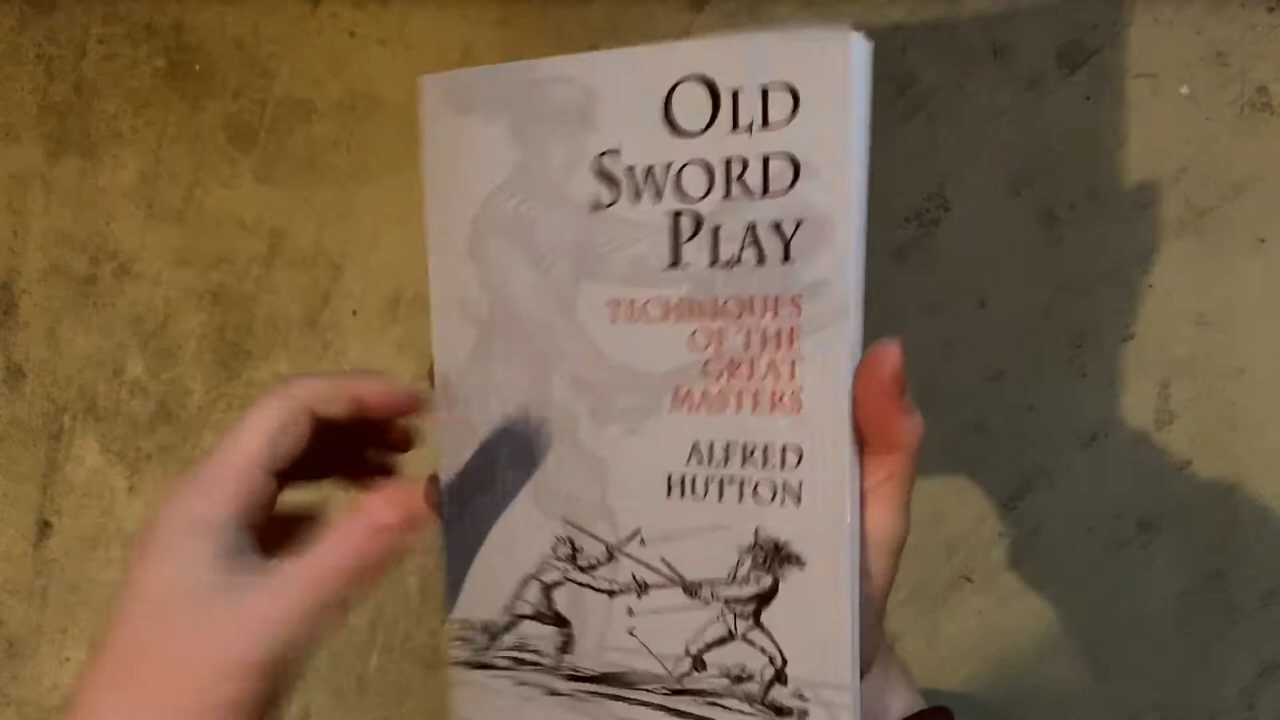 OLD
SWORD
PLAY
TECHNIQUES
OF THE
GREAT
MASTERS
ALFRED
HUTTON